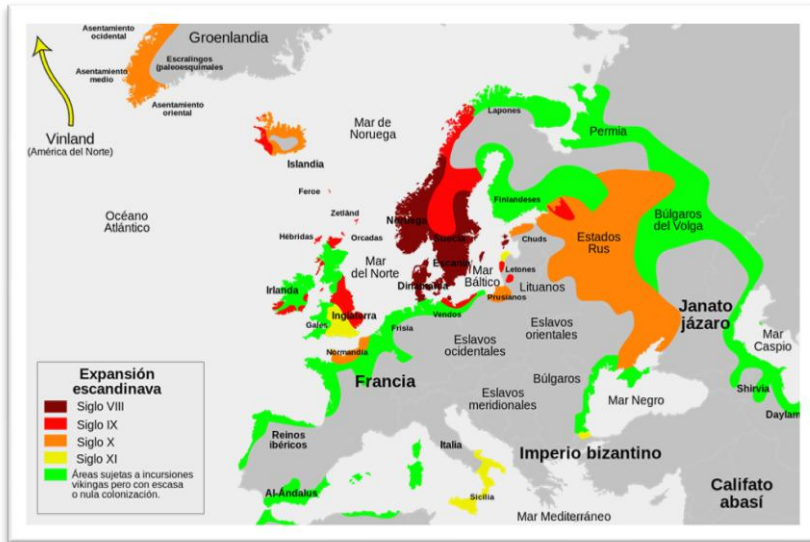 Asentamiento
occidental
Groenlandia
Escralingos
(paleoesquimales
Asentamiento
medio
Asentamiento
oriental
Vinland
(América del Norte)
Mar de
Noruega
Lapones
Permia
Islandia
Feroe
Océano
Atlántico
Zetland
Noruega
Finlandeses
Búlgaros
del Volga
Hébridas
Orcadas
Suecia
Chuds
Estados
Rus
Mar
del Norte
Escania
Mar
Báltico
Letones
Irlanda
Dinamarca
Lituanos
Prusianos
Janato
jázaro
Inglaterra
Gales
Vendos
Frisia
Eslavos
orientales
Mar
Caspio
Eslavos
occidentales
Normandía
Francia
Búlgaros
Mar Negro
Shirvia
Daylam
Eslavos
meridionales
Reinos
ibéricos
Italia
Imperio bizantino
Al-Ándalus
Sicilia
Califato
abasí
Mar Mediterráneo
Expansión
escandinava
Siglo VIII
Siglo IX
Siglo X
Siglo XI
Áreas sujetas a incursiones
vikingas pero con escasa
o nula colonización.